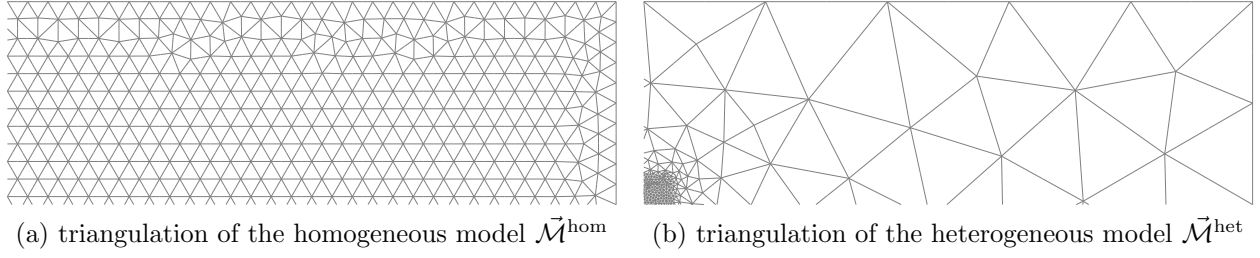 (a) triangulation of the homogeneous model $\vec{\mathcal{M}}^{\text{hom}}$
(b) triangulation of the heterogeneous model $\vec{\mathcal{M}}^{\text{het}}$